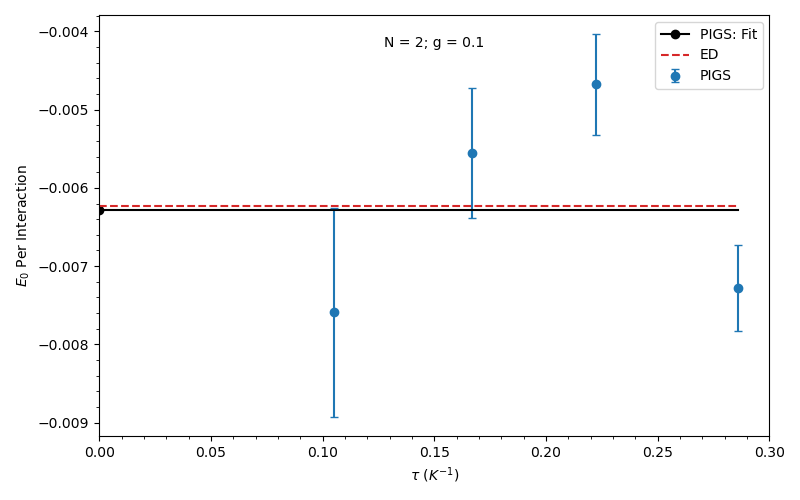 N = 2; g = 0.1
PIGS: Fit
ED
PIGS
−0.004
−0.005
−0.006
−0.007
−0.008
−0.009
E₀ Per Interaction
0.00 0.05 0.10 0.15 0.20 0.25 0.30
τ (K⁻¹)